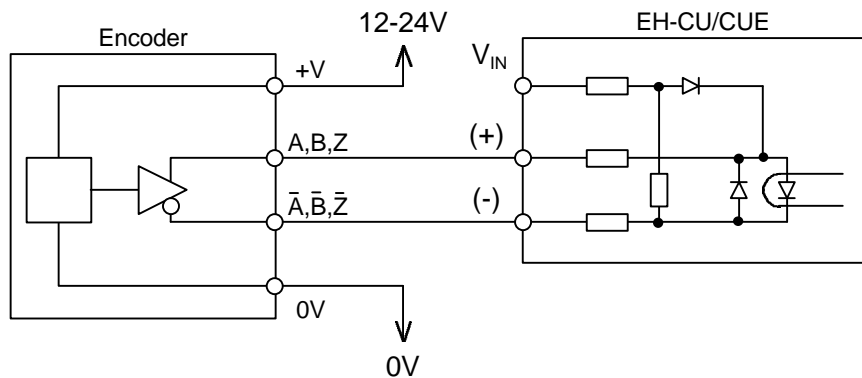 12-24V
EH-CU/CUE
Encoder
+V
V_IN
A,B,Z
(+)
A̅,B̅,Z̅
(-)
0V
0V